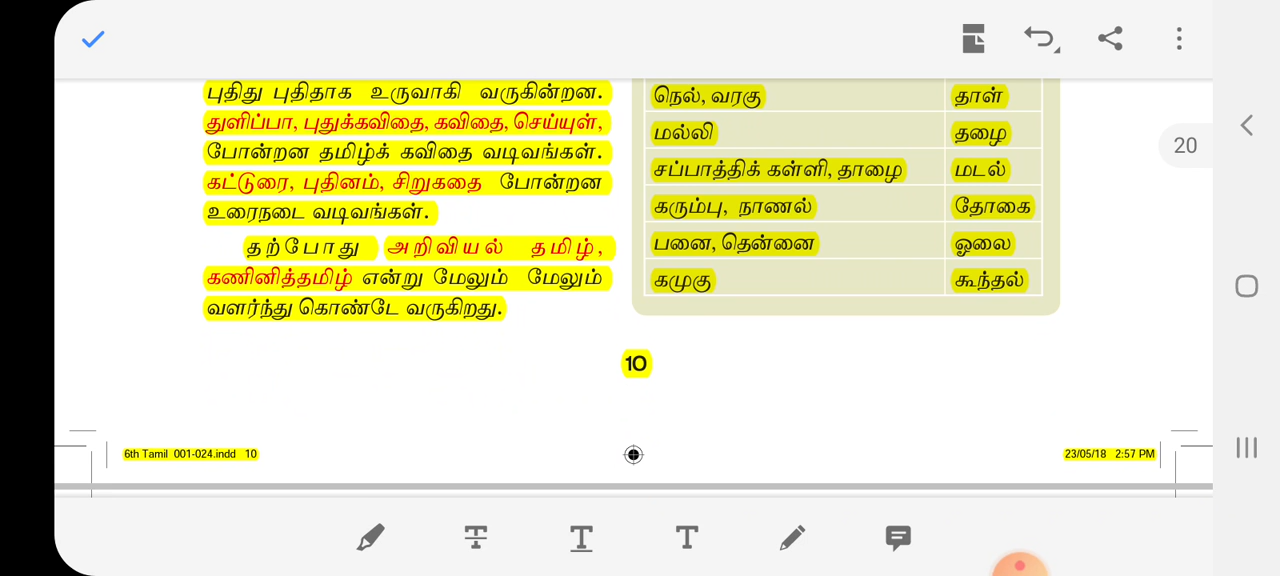 புதிது புதிதாக உருவாகி வருகின்றன.
துளிப்பா, புதுக்கவிதை, கவிதை, செய்யுள்,
போன்றன தமிழ்க் கவிதை வடிவங்கள்.
கட்டுரை, புதினம், சிறுகதை போன்றன
உரைநடை வடிவங்கள்.
தற்போது அறிவியல் தமிழ்,
கணினித்தமிழ் என்று மேலும் மேலும்
வளர்ந்து கொண்டே வருகிறது.
நெல், வரகு தாள்
மல்லி தழை
சப்பாத்திக் கள்ளி, தாழை மடல்
கரும்பு, நாணல் தோகை
பனை, தென்னை ஓலை
கமுகு கூந்தல்
20
10
6th Tamil 001-024.indd 10 23/05/18 2:57 PM